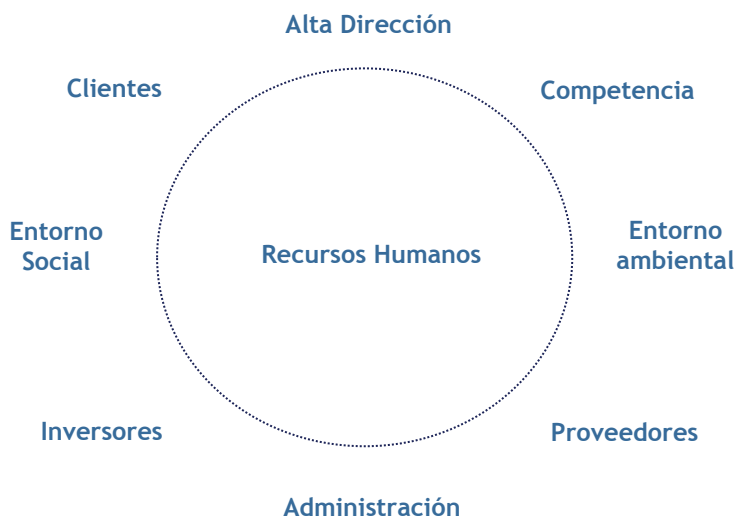 Alta Dirección
Clientes
Competencia
Entorno
Social
Recursos Humanos
Entorno
ambiental
Inversores
Proveedores
Administración